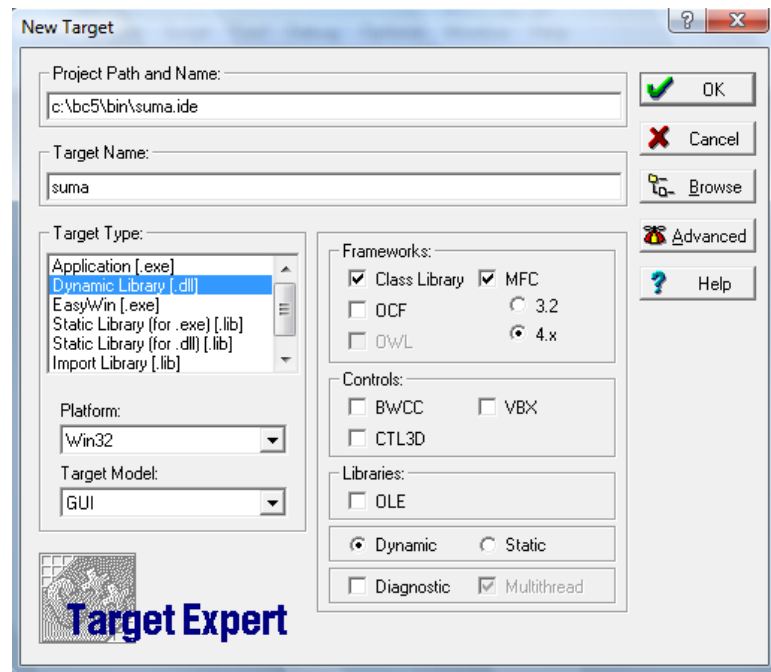 New Target
Project Path and Name:
c:\bc5\bin\suma.ide
OK
Cancel
Target Name:
suma
Browse
Target Type:
Application [.exe]
Dynamic Library [.dll]
EasyWin [.exe]
Static Library (for .exe) [.lib]
Static Library (for .dll) [.lib]
Import Library [.lib]
Advanced
Help
Frameworks:
Class Library MFC
OCF 3.2
OWL 4.x
Platform:
Win32
Controls:
BWCC VBX
CTL3D
Target Model:
GUI
Libraries:
OLE
Dynamic Static
Diagnostic Multithread
Target Expert